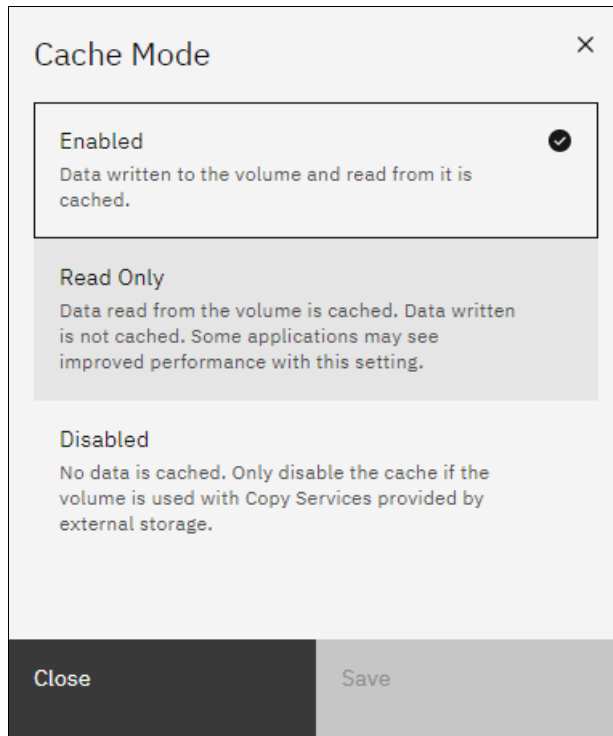 Cache Mode
Enabled
Data written to the volume and read from it is
cached.
Read Only
Data read from the volume is cached. Data written
is not cached. Some applications may see
improved performance with this setting.
Disabled
No data is cached. Only disable the cache if the
volume is used with Copy Services provided by
external storage.
Close
Save